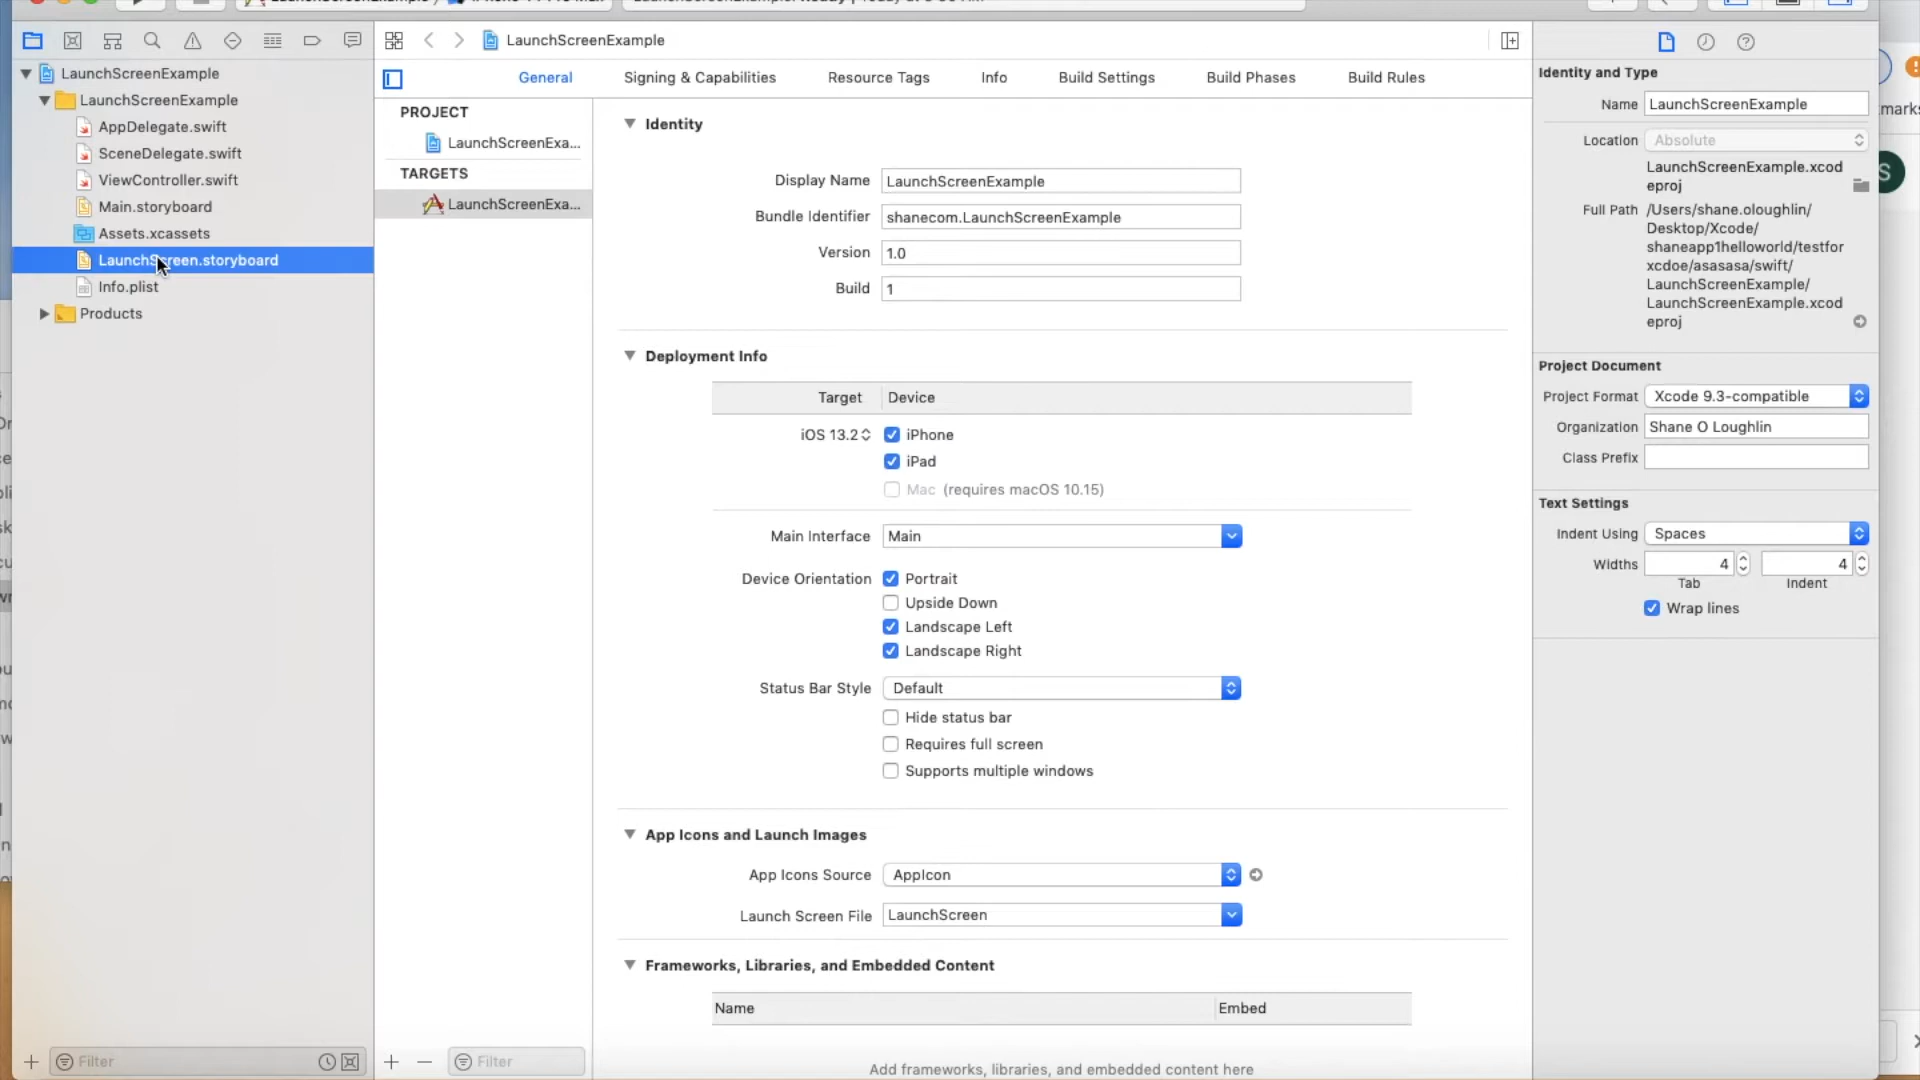 LaunchScreenExample
General
Signing & Capabilities
Resource Tags
Info
Build Settings
Build Phases
Build Rules
LaunchScreenExample
LaunchScreenExample
AppDelegate.swift
SceneDelegate.swift
ViewController.swift
Main.storyboard
Assets.xcassets
LaunchScreen.storyboard
Info.plist
Products
Filter
PROJECT
LaunchScreenExa...
TARGETS
LaunchScreenExa...
Filter
Identity
Display Name LaunchScreenExample
Bundle Identifier shanecom.LaunchScreenExample
Version 1.0
Build 1
Deployment Info
Target Device
iOS 13.2 iPhone
iPad
Mac (requires macOS 10.15)
Main Interface Main
Device Orientation Portrait
Upside Down
Landscape Left
Landscape Right
Status Bar Style Default
Hide status bar
Requires full screen
Supports multiple windows
App Icons and Launch Images
App Icons Source AppIcon
Launch Screen File LaunchScreen
Frameworks, Libraries, and Embedded Content
Name Embed
Add frameworks, libraries, and embedded content here
Identity and Type
Name LaunchScreenExample
Location Absolute
LaunchScreenExample.xcod
eproj
Full Path /Users/shane.oloughlin/
Desktop/Xcode/
shaneapp1helloworld/testfor
xcdoe/asasasa/swift/
LaunchScreenExample/
LaunchScreenExample.xcod
eproj
Project Document
Project Format Xcode 9.3-compatible
Organization Shane O Loughlin
Class Prefix
Text Settings
Indent Using Spaces
Widths 4 4
Tab Indent
Wrap lines
S